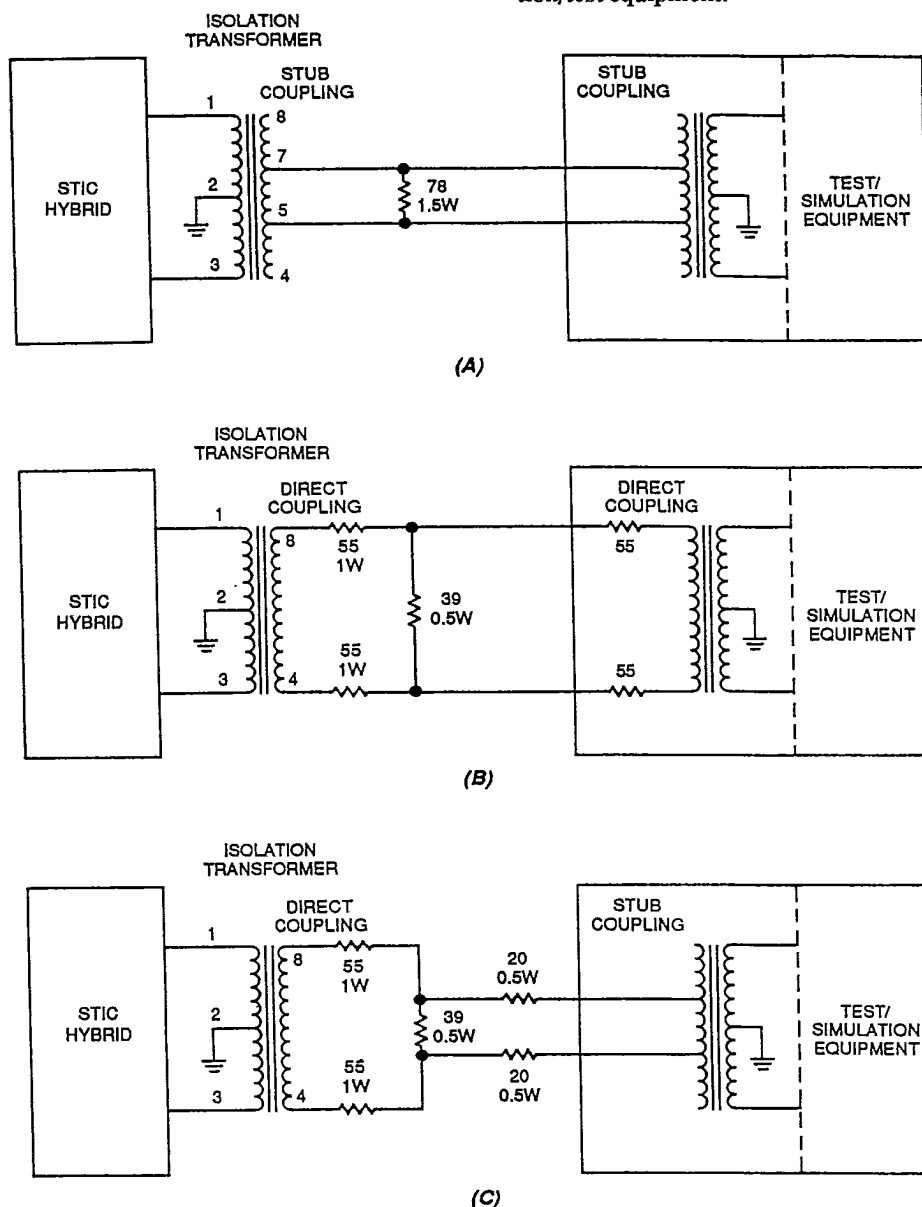 tion/test equipment.
ISOLATION
TRANSFORMER
STUB
COUPLING
STUB
COUPLING
STIC
HYBRID
1
2
3
8
7
5
4
78
1.5W
TEST/
SIMULATION
EQUIPMENT
(A)
ISOLATION
TRANSFORMER
DIRECT
COUPLING
DIRECT
COUPLING
STIC
HYBRID
1
2
3
8
4
55
1W
39
0.5W
55
1W
55
55
TEST/
SIMULATION
EQUIPMENT
(B)
ISOLATION
TRANSFORMER
DIRECT
COUPLING
STUB
COUPLING
STIC
HYBRID
1
2
3
8
4
55
1W
20
0.5W
39
0.5W
55
1W
20
0.5W
TEST/
SIMULATION
EQUIPMENT
(C)